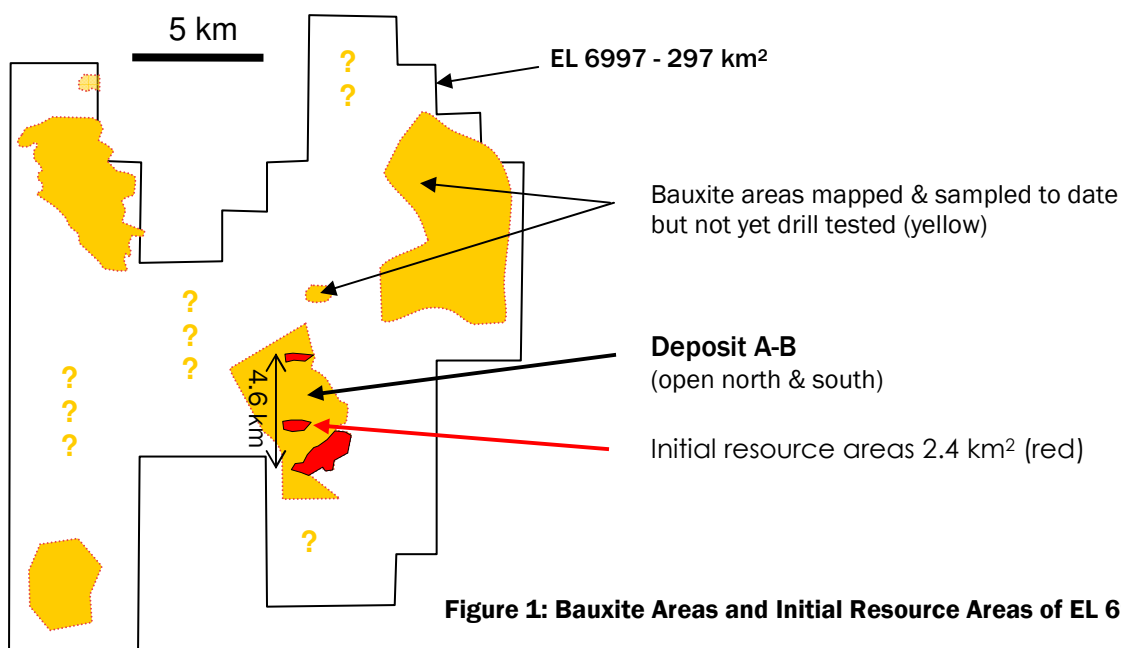 5 km
EL 6997 - 297 km²
?
?
Bauxite areas mapped & sampled to date
but not yet drill tested (yellow)
?
?
?
?
?
?
4.6 km
Deposit A-B
(open north & south)
Initial resource areas 2.4 km² (red)
?
Figure 1: Bauxite Areas and Initial Resource Areas of EL 6